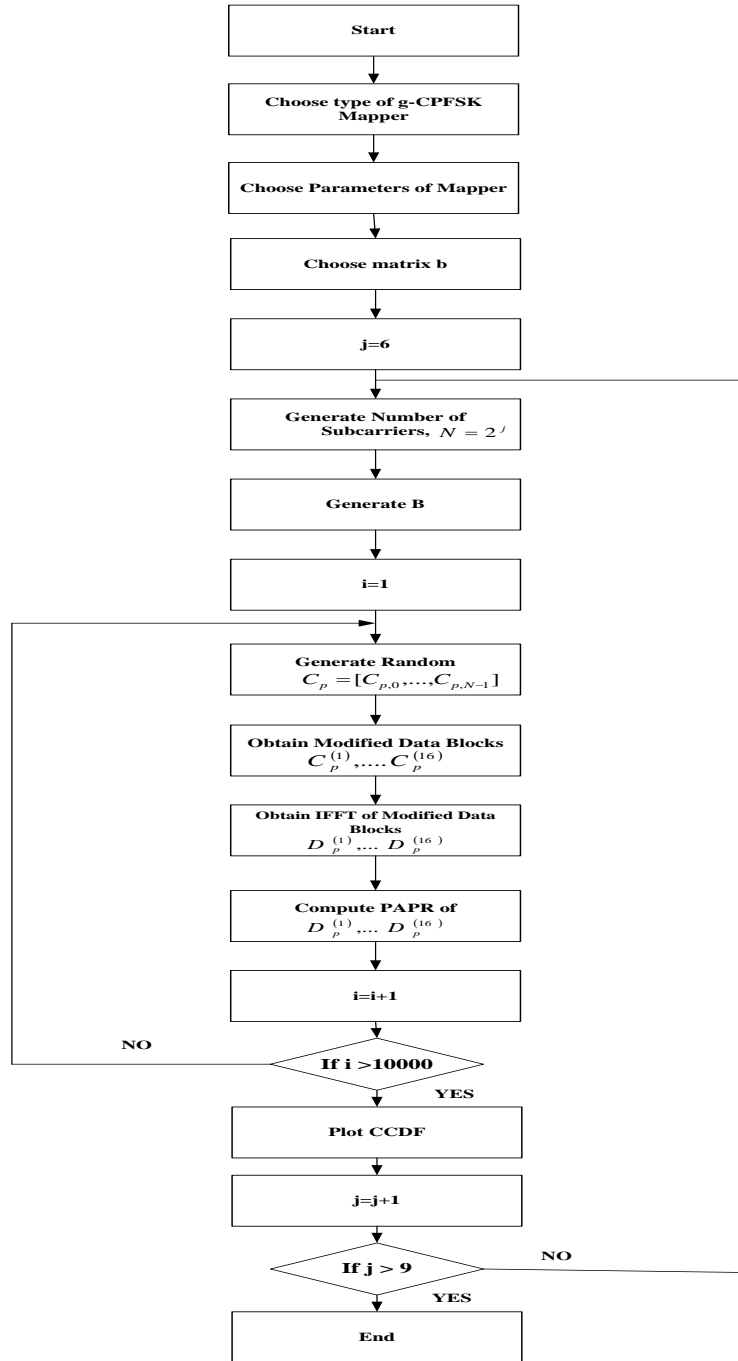 Start
Choose type of g-CPFSK
Mapper
Choose Parameters of Mapper
Choose matrix b
j=6
Generate Number of
Subcarriers, N = 2^j
Generate B
i=1
Generate Random
C_p = [C_{p,0},...,C_{p,N-1}]
Obtain Modified Data Blocks
C_p^{(1)},.... C_p^{(16)}
Obtain IFFT of Modified Data
Blocks
D_p^{(1)},... D_p^{(16)}
Compute PAPR of
D_p^{(1)},... D_p^{(16)}
i=i+1
NO
If i >10000
YES
Plot CCDF
j=j+1
If j > 9
NO
YES
End